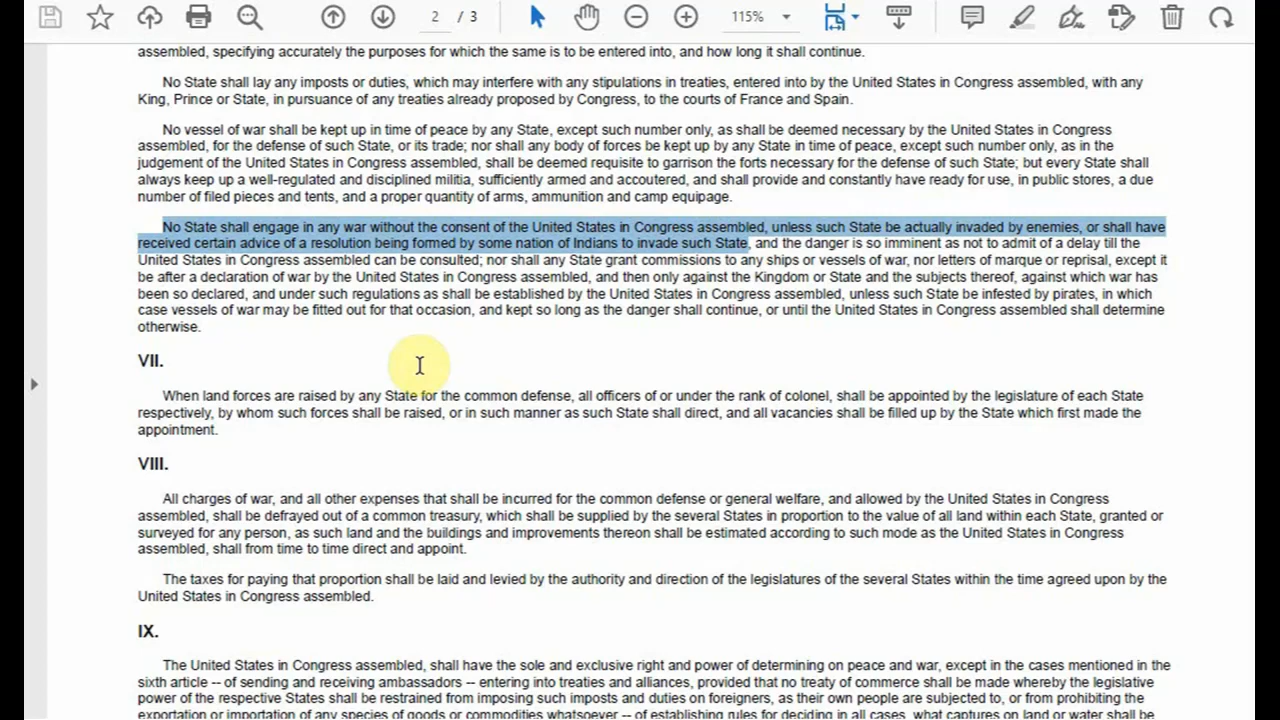 2 / 3 115%
assembled, specifying accurately the purposes for which the same is to be entered into, and how long it shall continue.
No State shall lay any imposts or duties, which may interfere with any stipulations in treaties, entered into by the United States in Congress assembled, with any
King, Prince or State, in pursuance of any treaties already proposed by Congress, to the courts of France and Spain.
No vessel of war shall be kept up in time of peace by any State, except such number only, as shall be deemed necessary by the United States in Congress
assembled, for the defense of such State, or its trade; nor shall any body of forces be kept up by any State in time of peace, except such number only, as in the
judgement of the United States in Congress assembled, shall be deemed requisite to garrison the forts necessary for the defense of such State; but every State shall
always keep up a well-regulated and disciplined militia, sufficiently armed and accoutered, and shall provide and constantly have ready for use, in public stores, a due
number of filed pieces and tents, and a proper quantity of arms, ammunition and camp equipage.
No State shall engage in any war without the consent of the United States in Congress assembled, unless such State be actually invaded by enemies, or shall have
received certain advice of a resolution being formed by some nation of Indians to invade such State, and the danger is so imminent as not to admit of a delay till the
United States in Congress assembled can be consulted; nor shall any State grant commissions to any ships or vessels of war, nor letters of marque or reprisal, except it
be after a declaration of war by the United States in Congress assembled, and then only against the Kingdom or State and the subjects thereof, against which war has
been so declared, and under such regulations as shall be established by the United States in Congress assembled, unless such State be infested by pirates, in which
case vessels of war may be fitted out for that occasion, and kept so long as the danger shall continue, or until the United States in Congress assembled shall determine
otherwise.
VII.
When land forces are raised by any State for the common defense, all officers of or under the rank of colonel, shall be appointed by the legislature of each State
respectively, by whom such forces shall be raised, or in such manner as such State shall direct, and all vacancies shall be filled up by the State which first made the
appointment.
VIII.
All charges of war, and all other expenses that shall be incurred for the common defense or general welfare, and allowed by the United States in Congress
assembled, shall be defrayed out of a common treasury, which shall be supplied by the several States in proportion to the value of all land within each State, granted or
surveyed for any person, as such land and the buildings and improvements thereon shall be estimated according to such mode as the United States in Congress
assembled, shall from time to time direct and appoint.
The taxes for paying that proportion shall be laid and levied by the authority and direction of the legislatures of the several States within the time agreed upon by the
United States in Congress assembled.
IX.
The United States in Congress assembled, shall have the sole and exclusive right and power of determining on peace and war, except in the cases mentioned in the
sixth article -- of sending and receiving ambassadors -- entering into treaties and alliances, provided that no treaty of commerce shall be made whereby the legislative
power of the respective States shall be restrained from imposing such imposts and duties on foreigners, as their own people are subjected to, or from prohibiting the
exportation or importation of any species of goods or commodities whatsoever -- of establishing rules for deciding in all cases, what captures on land or water shall be